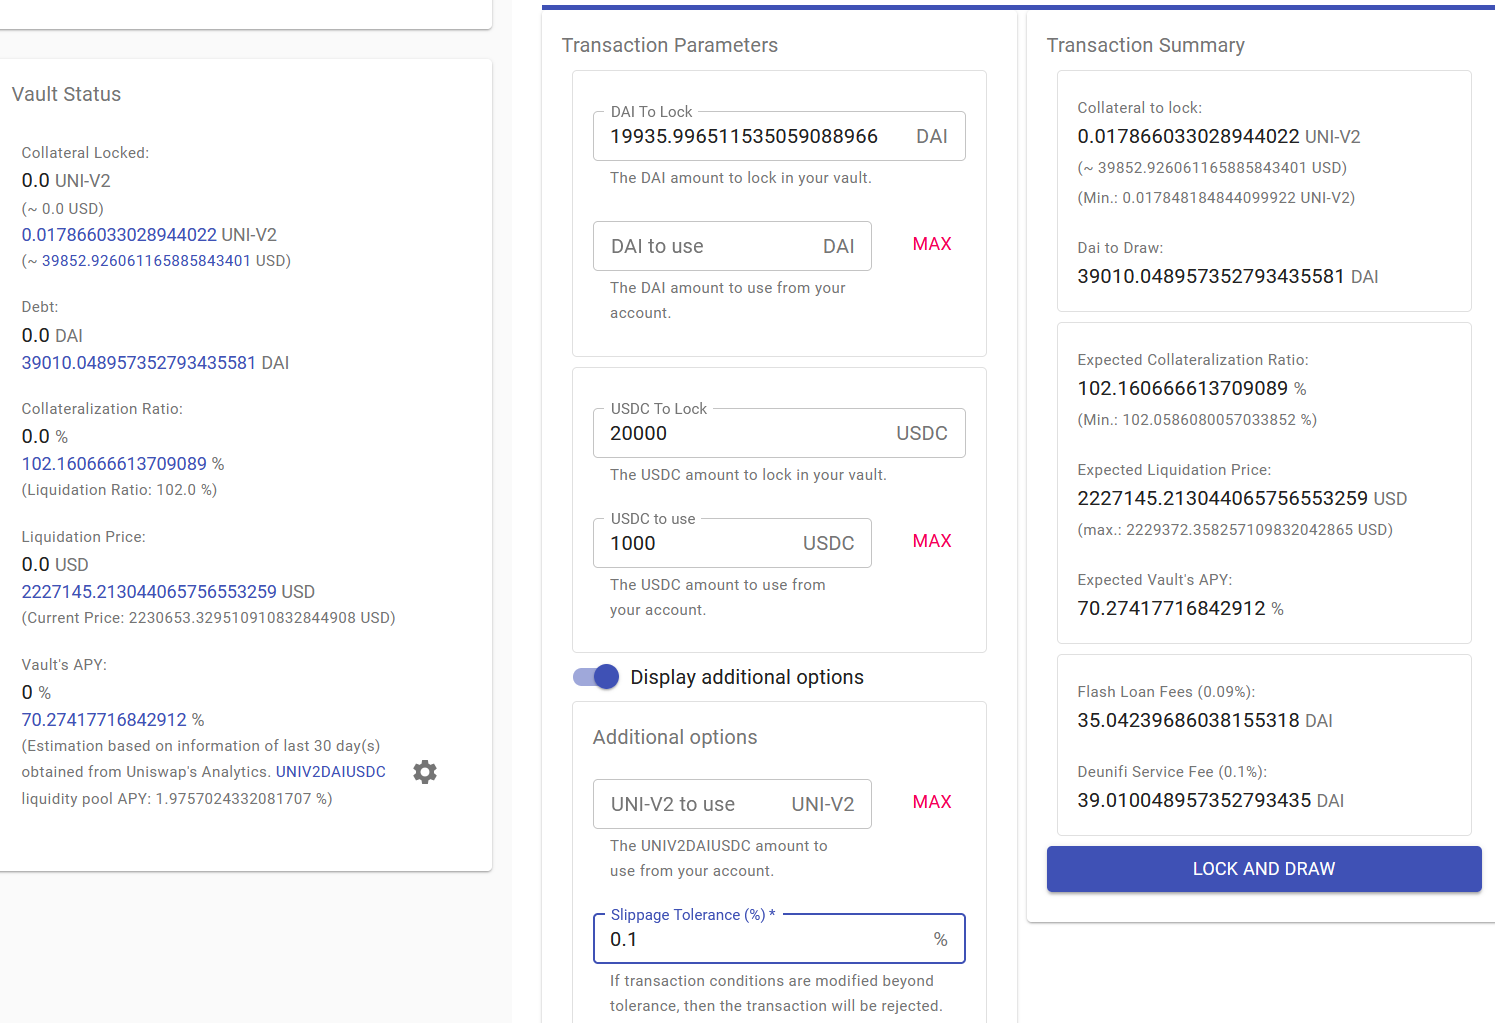 Vault Status
Collateral Locked:
0.0 UNI-V2
(~ 0.0 USD)
0.017866033028944022 UNI-V2
(~ 39852.926061165885843401 USD)
Debt:
0.0 DAI
39010.048957352793435581 DAI
Collateralization Ratio:
0.0 %
102.160666613709089 %
(Liquidation Ratio: 102.0 %)
Liquidation Price:
0.0 USD
2227145.213044065756553259 USD
(Current Price: 2230653.329510910832844908 USD)
Vault's APY:
0 %
70.27417716842912 %
(Estimation based on information of last 30 day(s)
obtained from Uniswap's Analytics. UNIV2DAIUSDC
liquidity pool APY: 1.9757024332081707 %)
Transaction Parameters
DAI To Lock
19935.996511535059088966 DAI
The DAI amount to lock in your vault.
DAI to use DAI MAX
The DAI amount to use from your
account.
USDC To Lock
20000 USDC
The USDC amount to lock in your vault.
USDC to use
1000 USDC MAX
The USDC amount to use from
your account.
Display additional options
Additional options
UNI-V2 to use UNI-V2 MAX
The UNIV2DAIUSDC amount to
use from your account.
Slippage Tolerance (%) *
0.1 %
If transaction conditions are modified beyond
tolerance, then the transaction will be rejected.
Transaction Summary
Collateral to lock:
0.017866033028944022 UNI-V2
(~ 39852.926061165885843401 USD)
(Min.: 0.017848184844099922 UNI-V2)
Dai to Draw:
39010.048957352793435581 DAI
Expected Collateralization Ratio:
102.160666613709089 %
(Min.: 102.0586080057033852 %)
Expected Liquidation Price:
2227145.213044065756553259 USD
(max.: 2229372.358257109832042865 USD)
Expected Vault's APY:
70.27417716842912 %
Flash Loan Fees (0.09%):
35.04239686038155318 DAI
Deunifi Service Fee (0.1%):
39.010048957352793435 DAI
LOCK AND DRAW